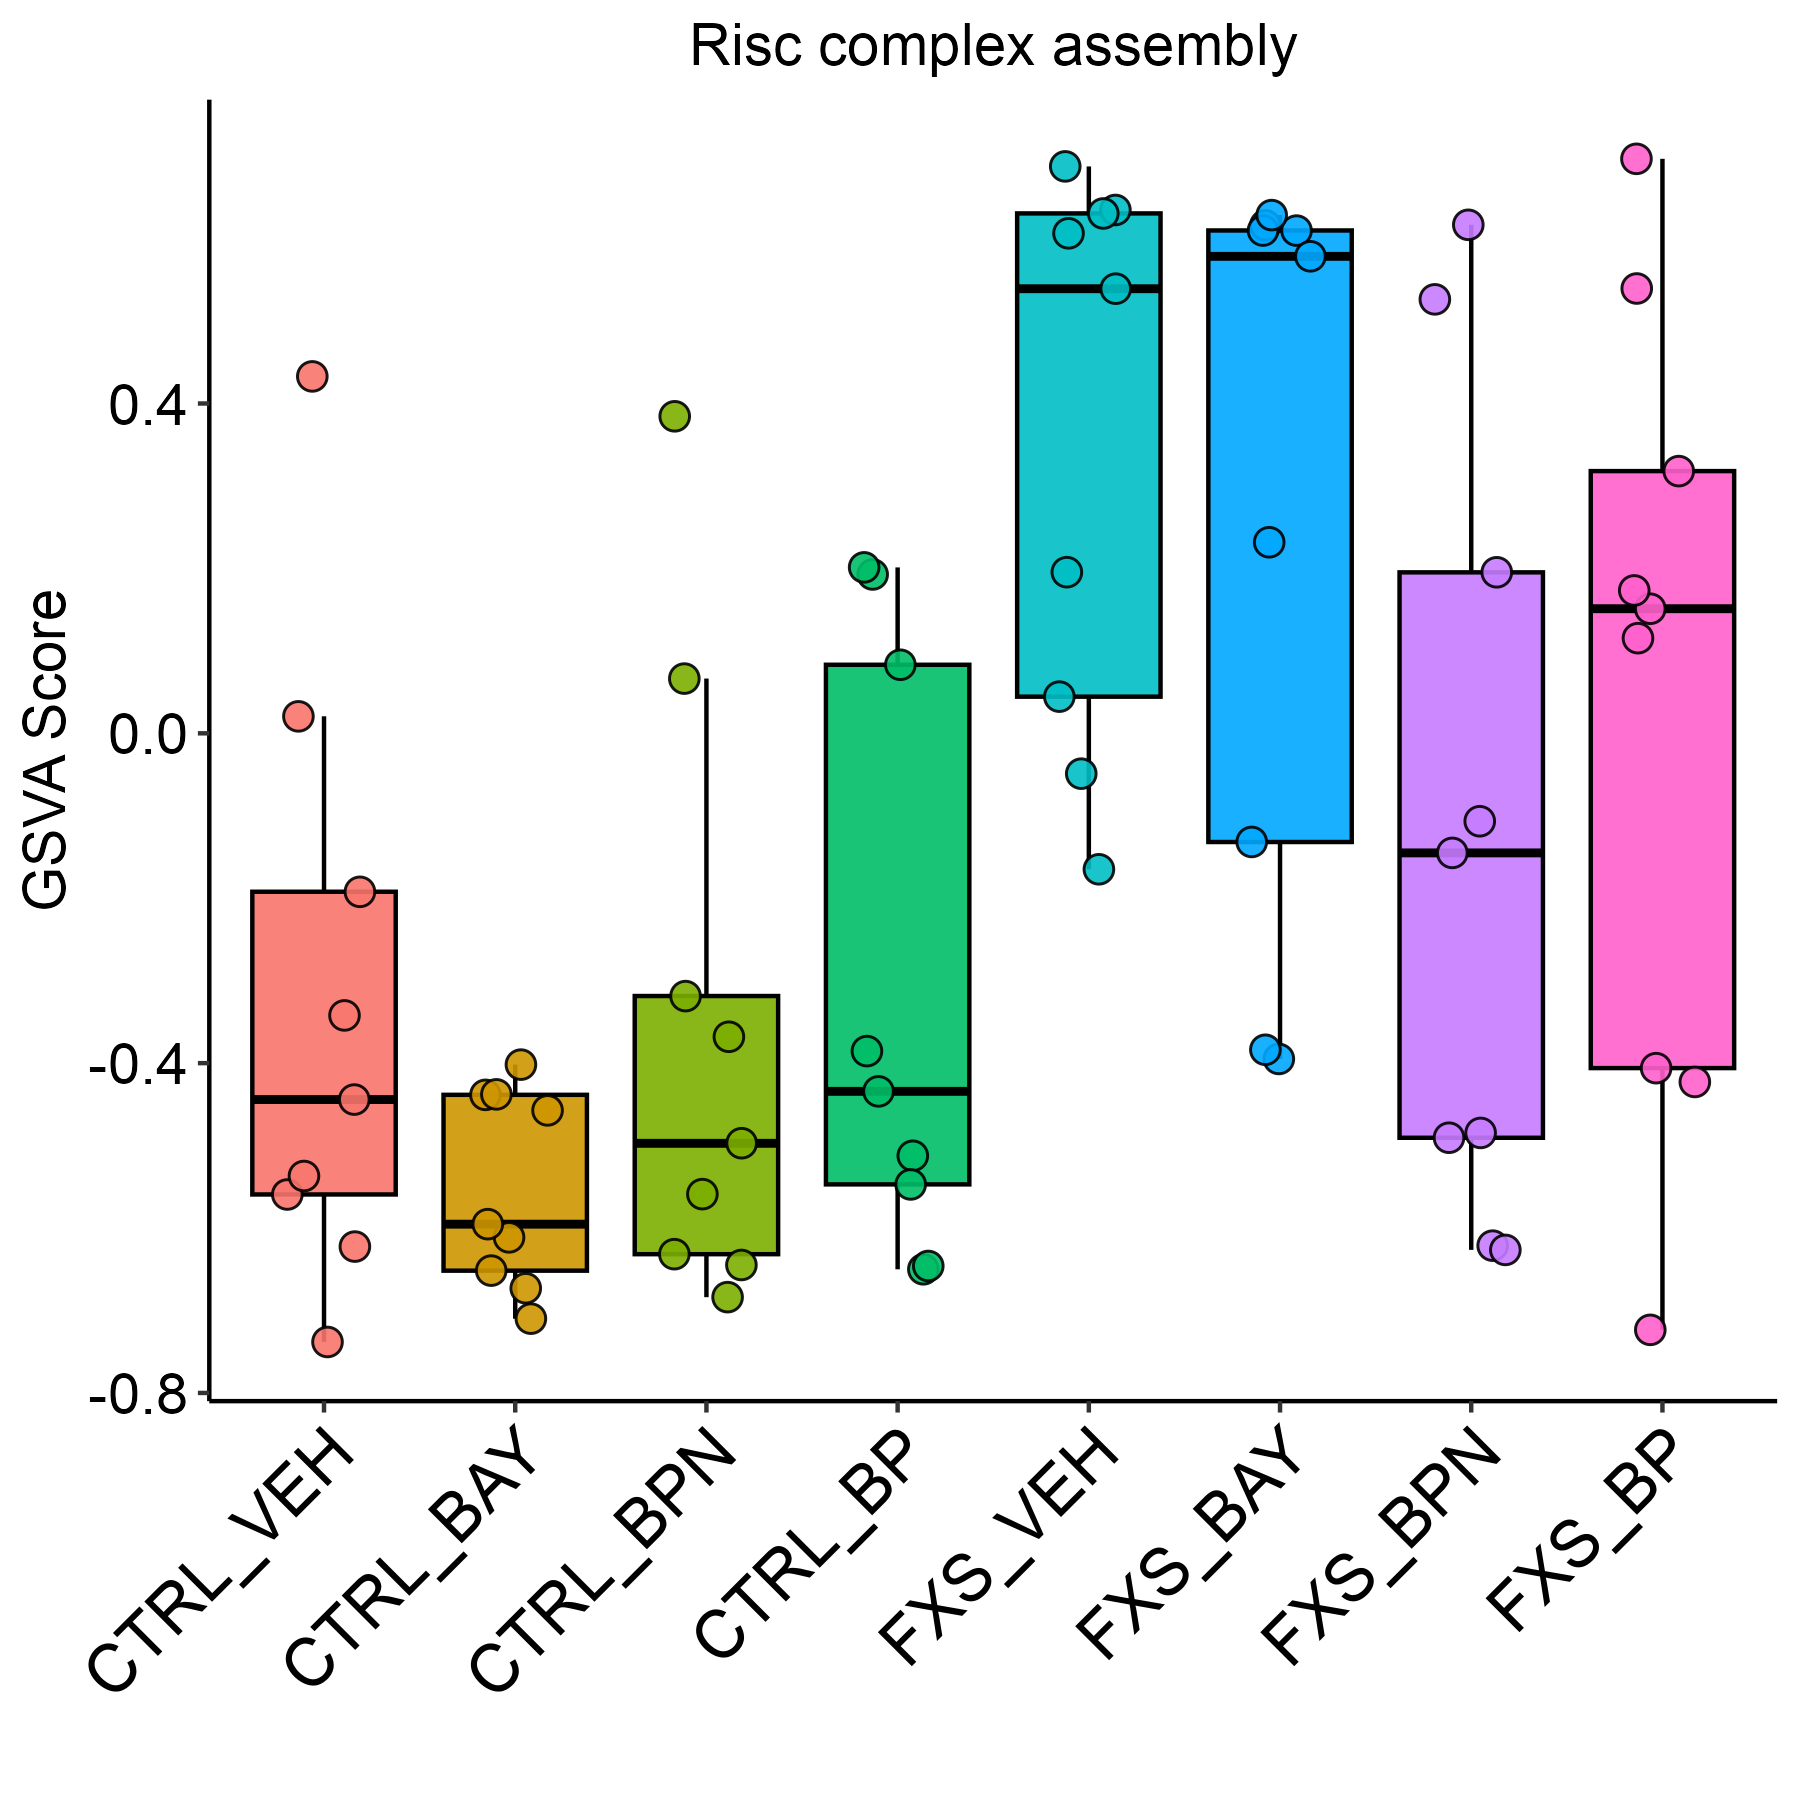 Risc complex assembly
GSVA Score
0.4
0.0
-0.4
-0.8
CTRL_VEH
CTRL_BAY
CTRL_BPN
CTRL_BP
FXS_VEH
FXS_BAY
FXS_BPN
FXS_BP